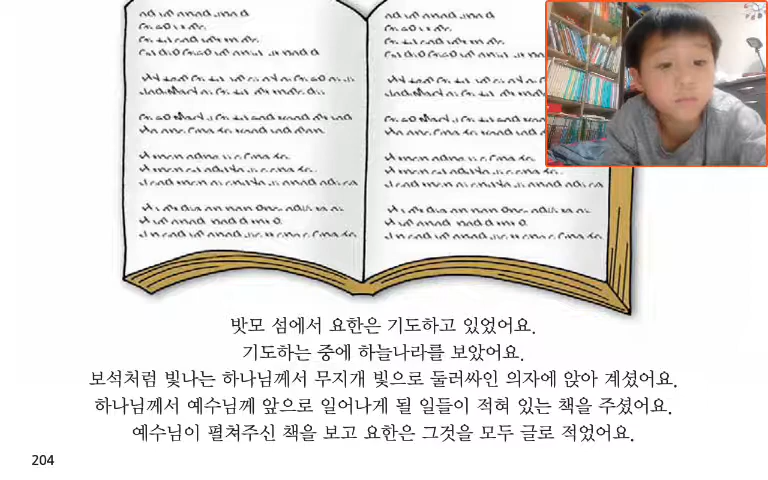 밧모 섬에서 요한은 기도하고 있었어요.
기도하는 중에 하늘나라를 보았어요.
보석처럼 빛나는 하나님께서 무지개 빛으로 둘러싸인 의자에 앉아 계셨어요.
하나님께서 예수님께 앞으로 일어나게 될 일들이 적혀 있는 책을 주셨어요.
예수님이 펼쳐주신 책을 보고 요한은 그것을 모두 글로 적었어요.
204